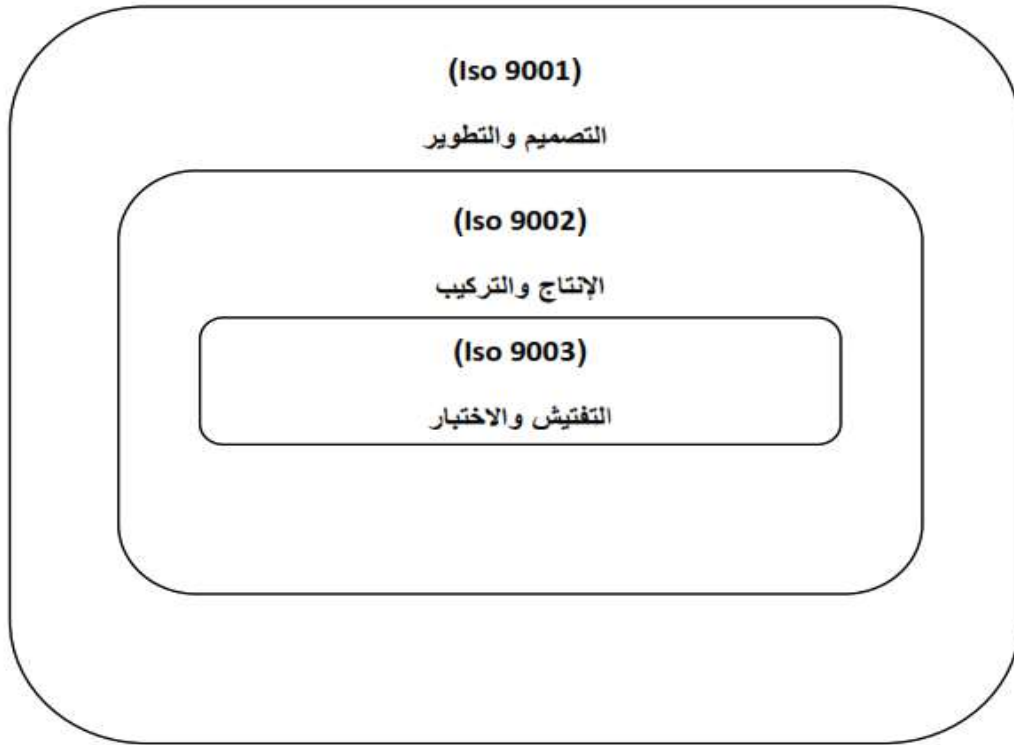 (Iso 9001)
التصميم والتطوير
(Iso 9002)
الإنتاج والتركيب
(Iso 9003)
التفتيش والاختبار